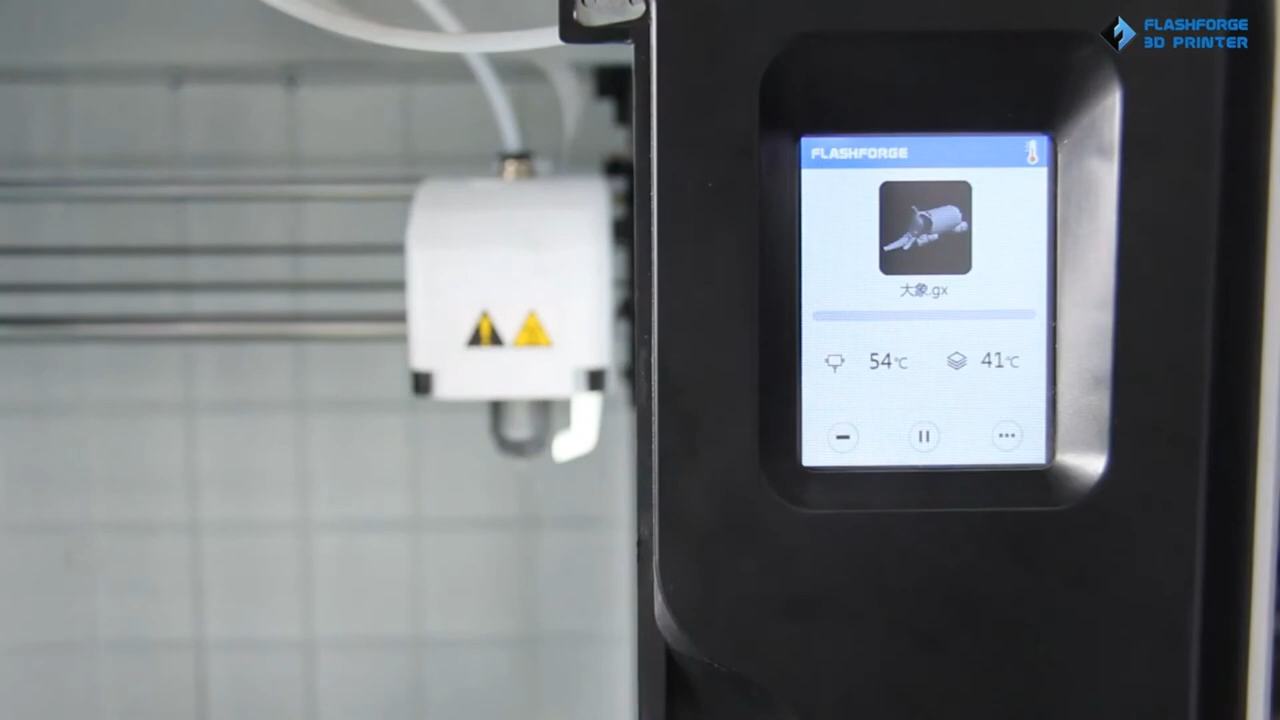 FLASHFORGE
3D PRINTER
FLASHFORGE
大象.gx
54℃
41℃